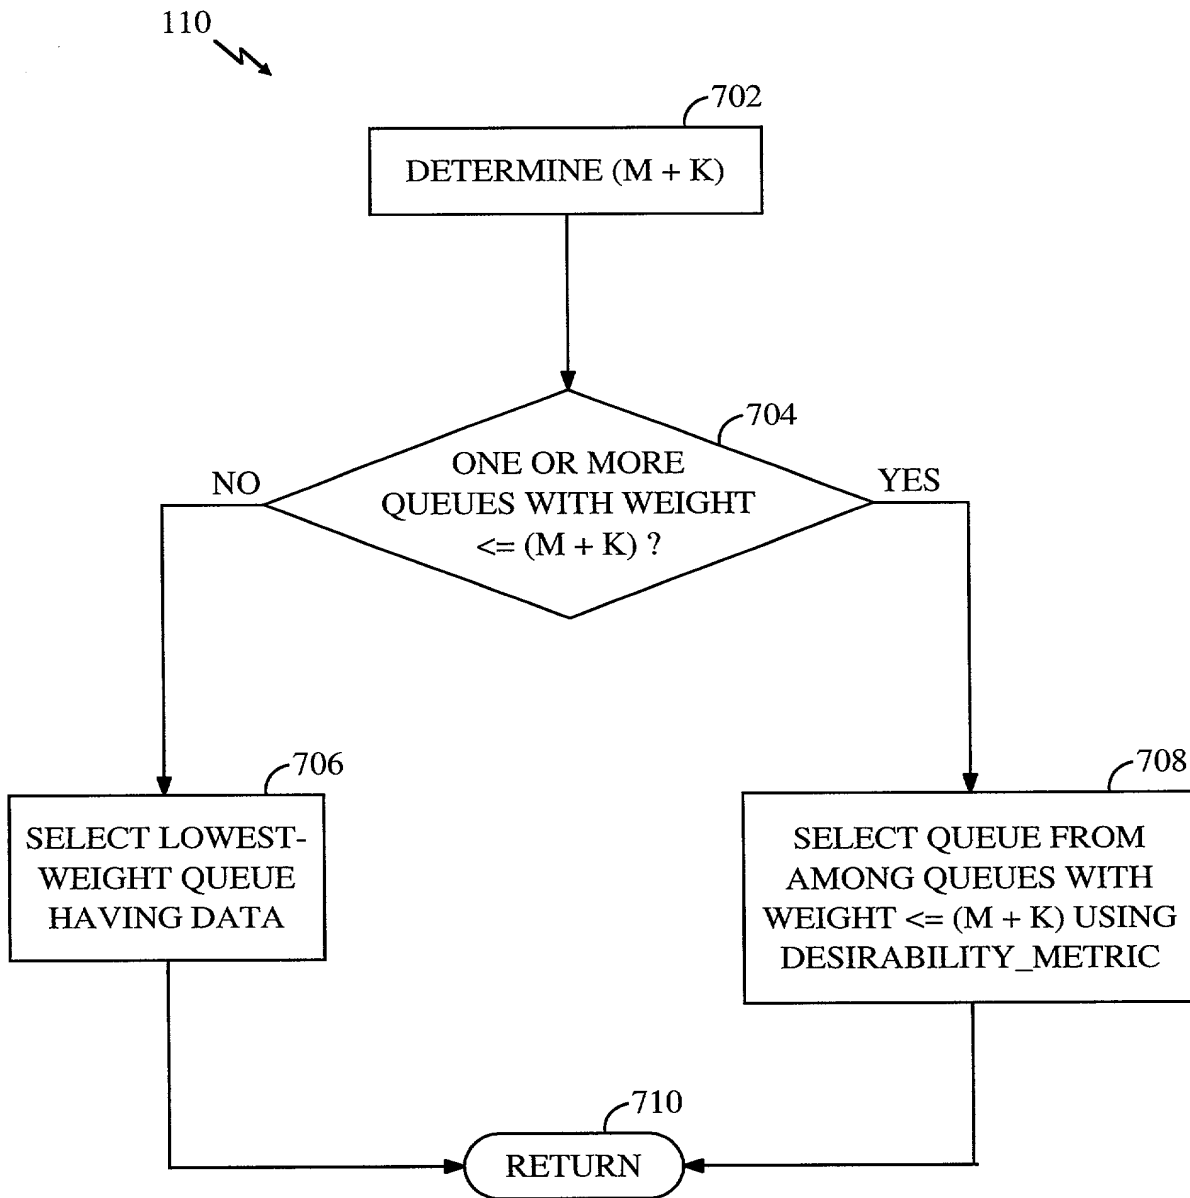 110
702
DETERMINE (M + K)
704
ONE OR MORE
QUEUES WITH WEIGHT
<= (M + K) ?
NO
YES
706
SELECT LOWEST-
WEIGHT QUEUE
HAVING DATA
708
SELECT QUEUE FROM
AMONG QUEUES WITH
WEIGHT <= (M + K) USING
DESIRABILITY_METRIC
710
RETURN